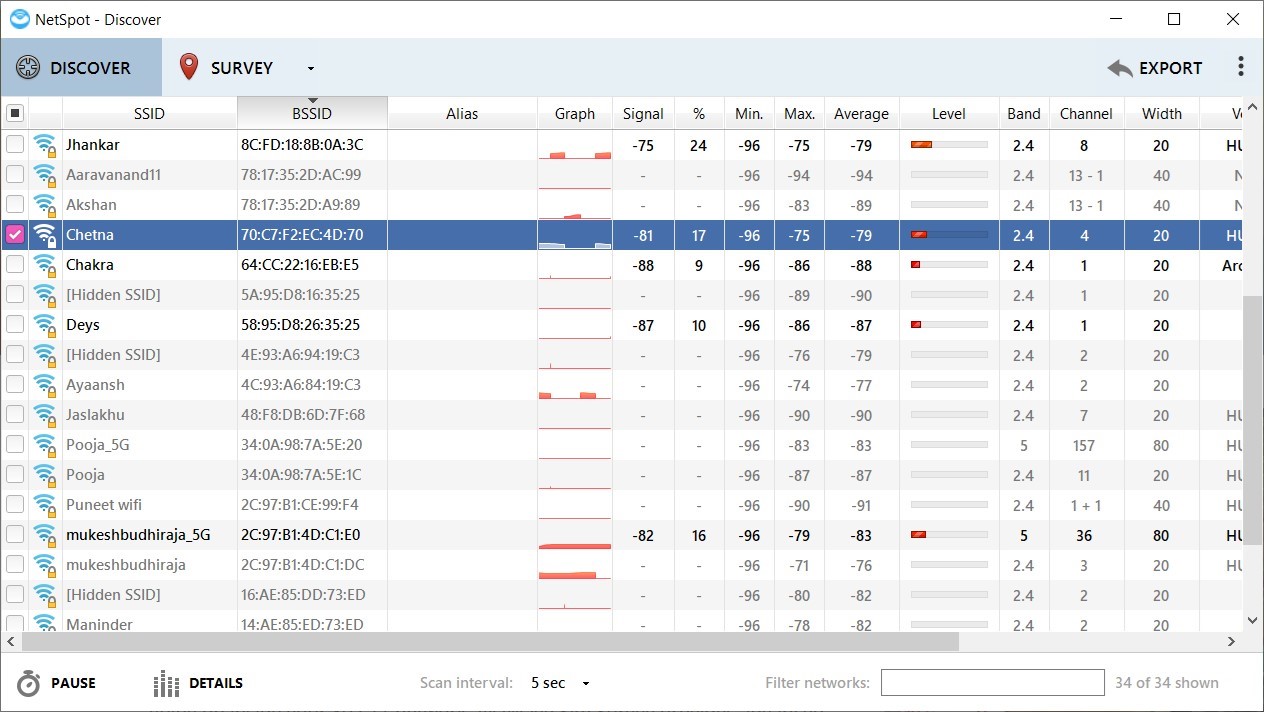 NetSpot - Discover
DISCOVER SURVEY EXPORT
SSID BSSID Alias Graph Signal % Min. Max. Average Level Band Channel Width
Jhankar 8C:FD:18:8B:0A:3C -75 24 -96 -75 -79 2.4 8 20 HU
Aaravanand11 78:17:35:2D:AC:99 - - -96 -94 -94 2.4 13 - 1 40 N
Akshan 78:17:35:2D:A9:89 - - -96 -83 -89 2.4 13 - 1 40 N
Chetna 70:C7:F2:EC:4D:70 -81 17 -96 -75 -79 2.4 4 20 HU
Chakra 64:CC:22:16:EB:E5 -88 9 -96 -86 -88 2.4 1 20 Arc
[Hidden SSID] 5A:95:D8:16:35:25 - - -96 -89 -90 2.4 1 20
Deys 58:95:D8:26:35:25 -87 10 -96 -86 -87 2.4 1 20
[Hidden SSID] 4E:93:A6:94:19:C3 - - -96 -76 -79 2.4 2 20
Ayaansh 4C:93:A6:84:19:C3 - - -96 -74 -77 2.4 2 20
Jaslakhu 48:F8:DB:6D:7F:68 - - -96 -90 -90 2.4 7 20 HU
Pooja_5G 34:0A:98:7A:5E:20 - - -96 -83 -83 5 157 80 HU
Pooja 34:0A:98:7A:5E:1C - - -96 -87 -87 2.4 11 20 HU
Puneet wifi 2C:97:B1:CE:99:F4 - - -96 -90 -91 2.4 1 + 1 40 HU
mukeshbudhiraja_5G 2C:97:B1:4D:C1:E0 -82 16 -96 -79 -83 5 36 80 HU
mukeshbudhiraja 2C:97:B1:4D:C1:DC - - -96 -71 -76 2.4 3 20 HU
[Hidden SSID] 16:AE:85:DD:73:ED - - -96 -80 -82 2.4 2 20
Maninder 14:AE:85:ED:73:ED - - -96 -78 -82 2.4 2 20
PAUSE DETAILS Scan interval: 5 sec Filter networks: 34 of 34 shown